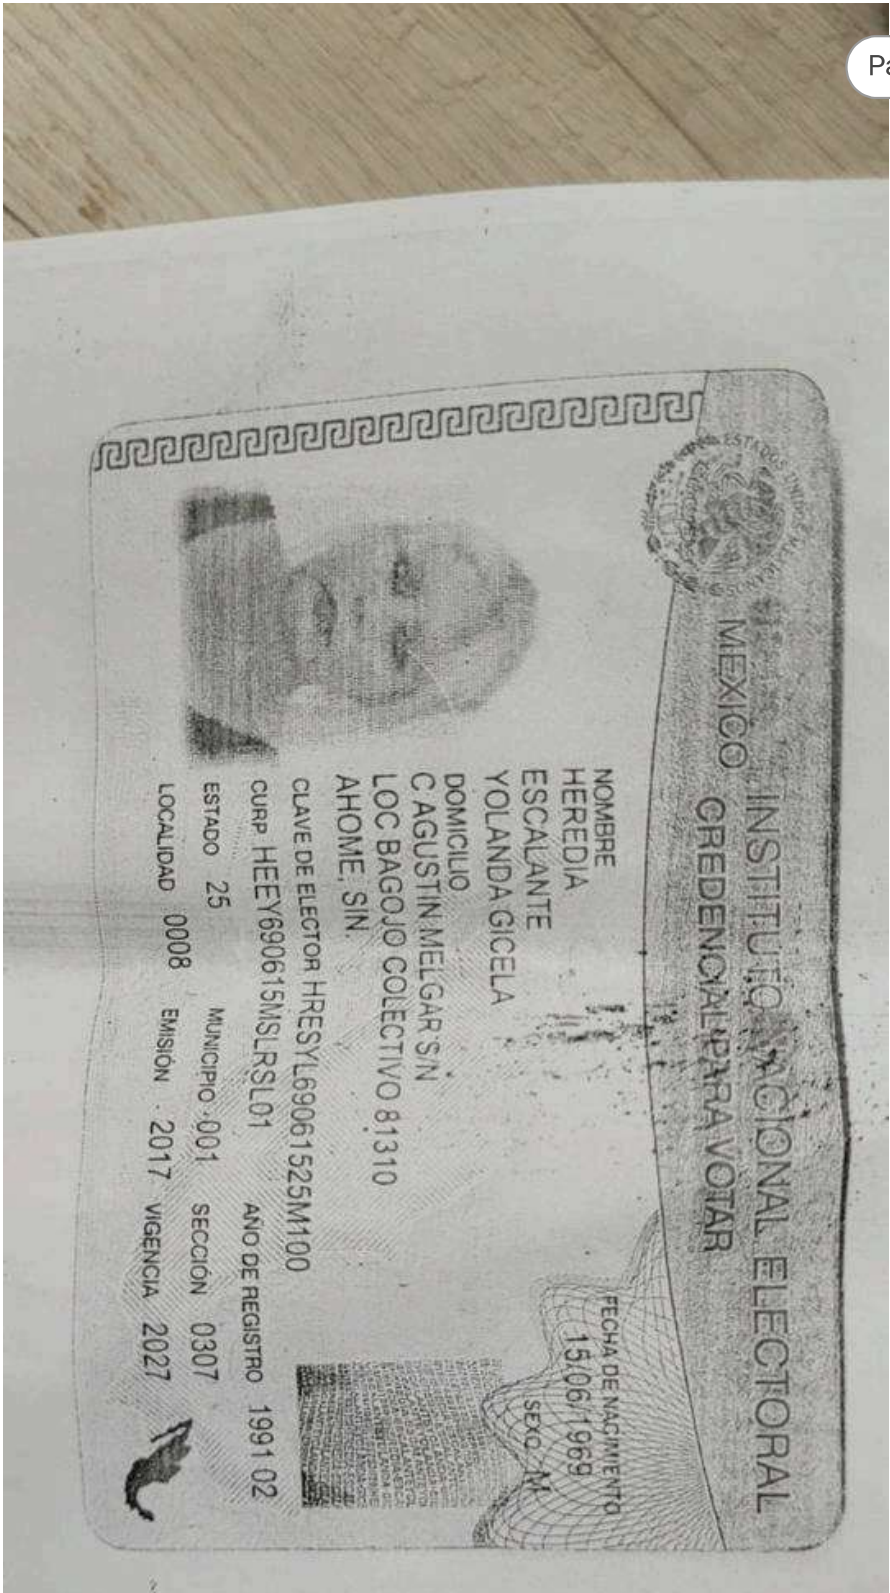 Pa
INSTITUTO NACIONAL ELECTORAL
MEXICO CREDENCIAL PARA VOTAR
NOMBRE
HEREDIA
ESCALANTE
YOLANDA GICELA
FECHA DE NACIMIENTO
15/06/1969
SEXO M
DOMICILIO
C AGUSTIN MELGAR S/N
LOC BAGOJO COLECTIVO 81310
AHOME, SIN.
CLAVE DE ELECTOR HRESYL69061525M100
CURP HEEY690615MSLRSL01 AÑO DE REGISTRO 1991 02
ESTADO 25 MUNICIPIO 001 SECCIÓN 0307
LOCALIDAD 0008 EMISIÓN 2017 VIGENCIA 2027